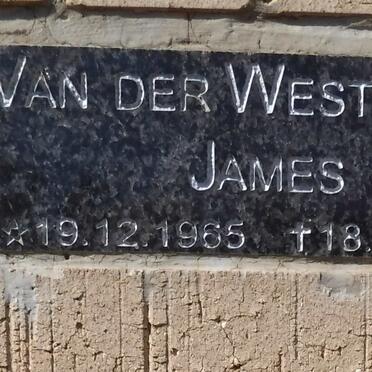 VAN DER WEST
JAMES
☆ 19.12.1965 ✝18.